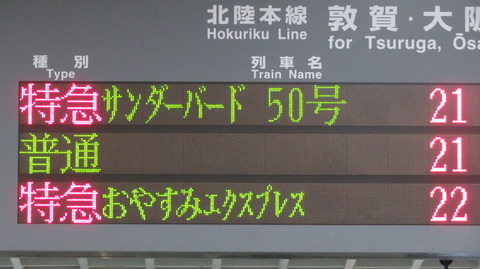 北陸本線 敦賀・大阪
Hokuriku Line for Tsuruga, Ōsa
種別 列車名
Type Train Name
特急 サンダーバード 50号 21
普通 21
特急 おやすみエクスプレス 22